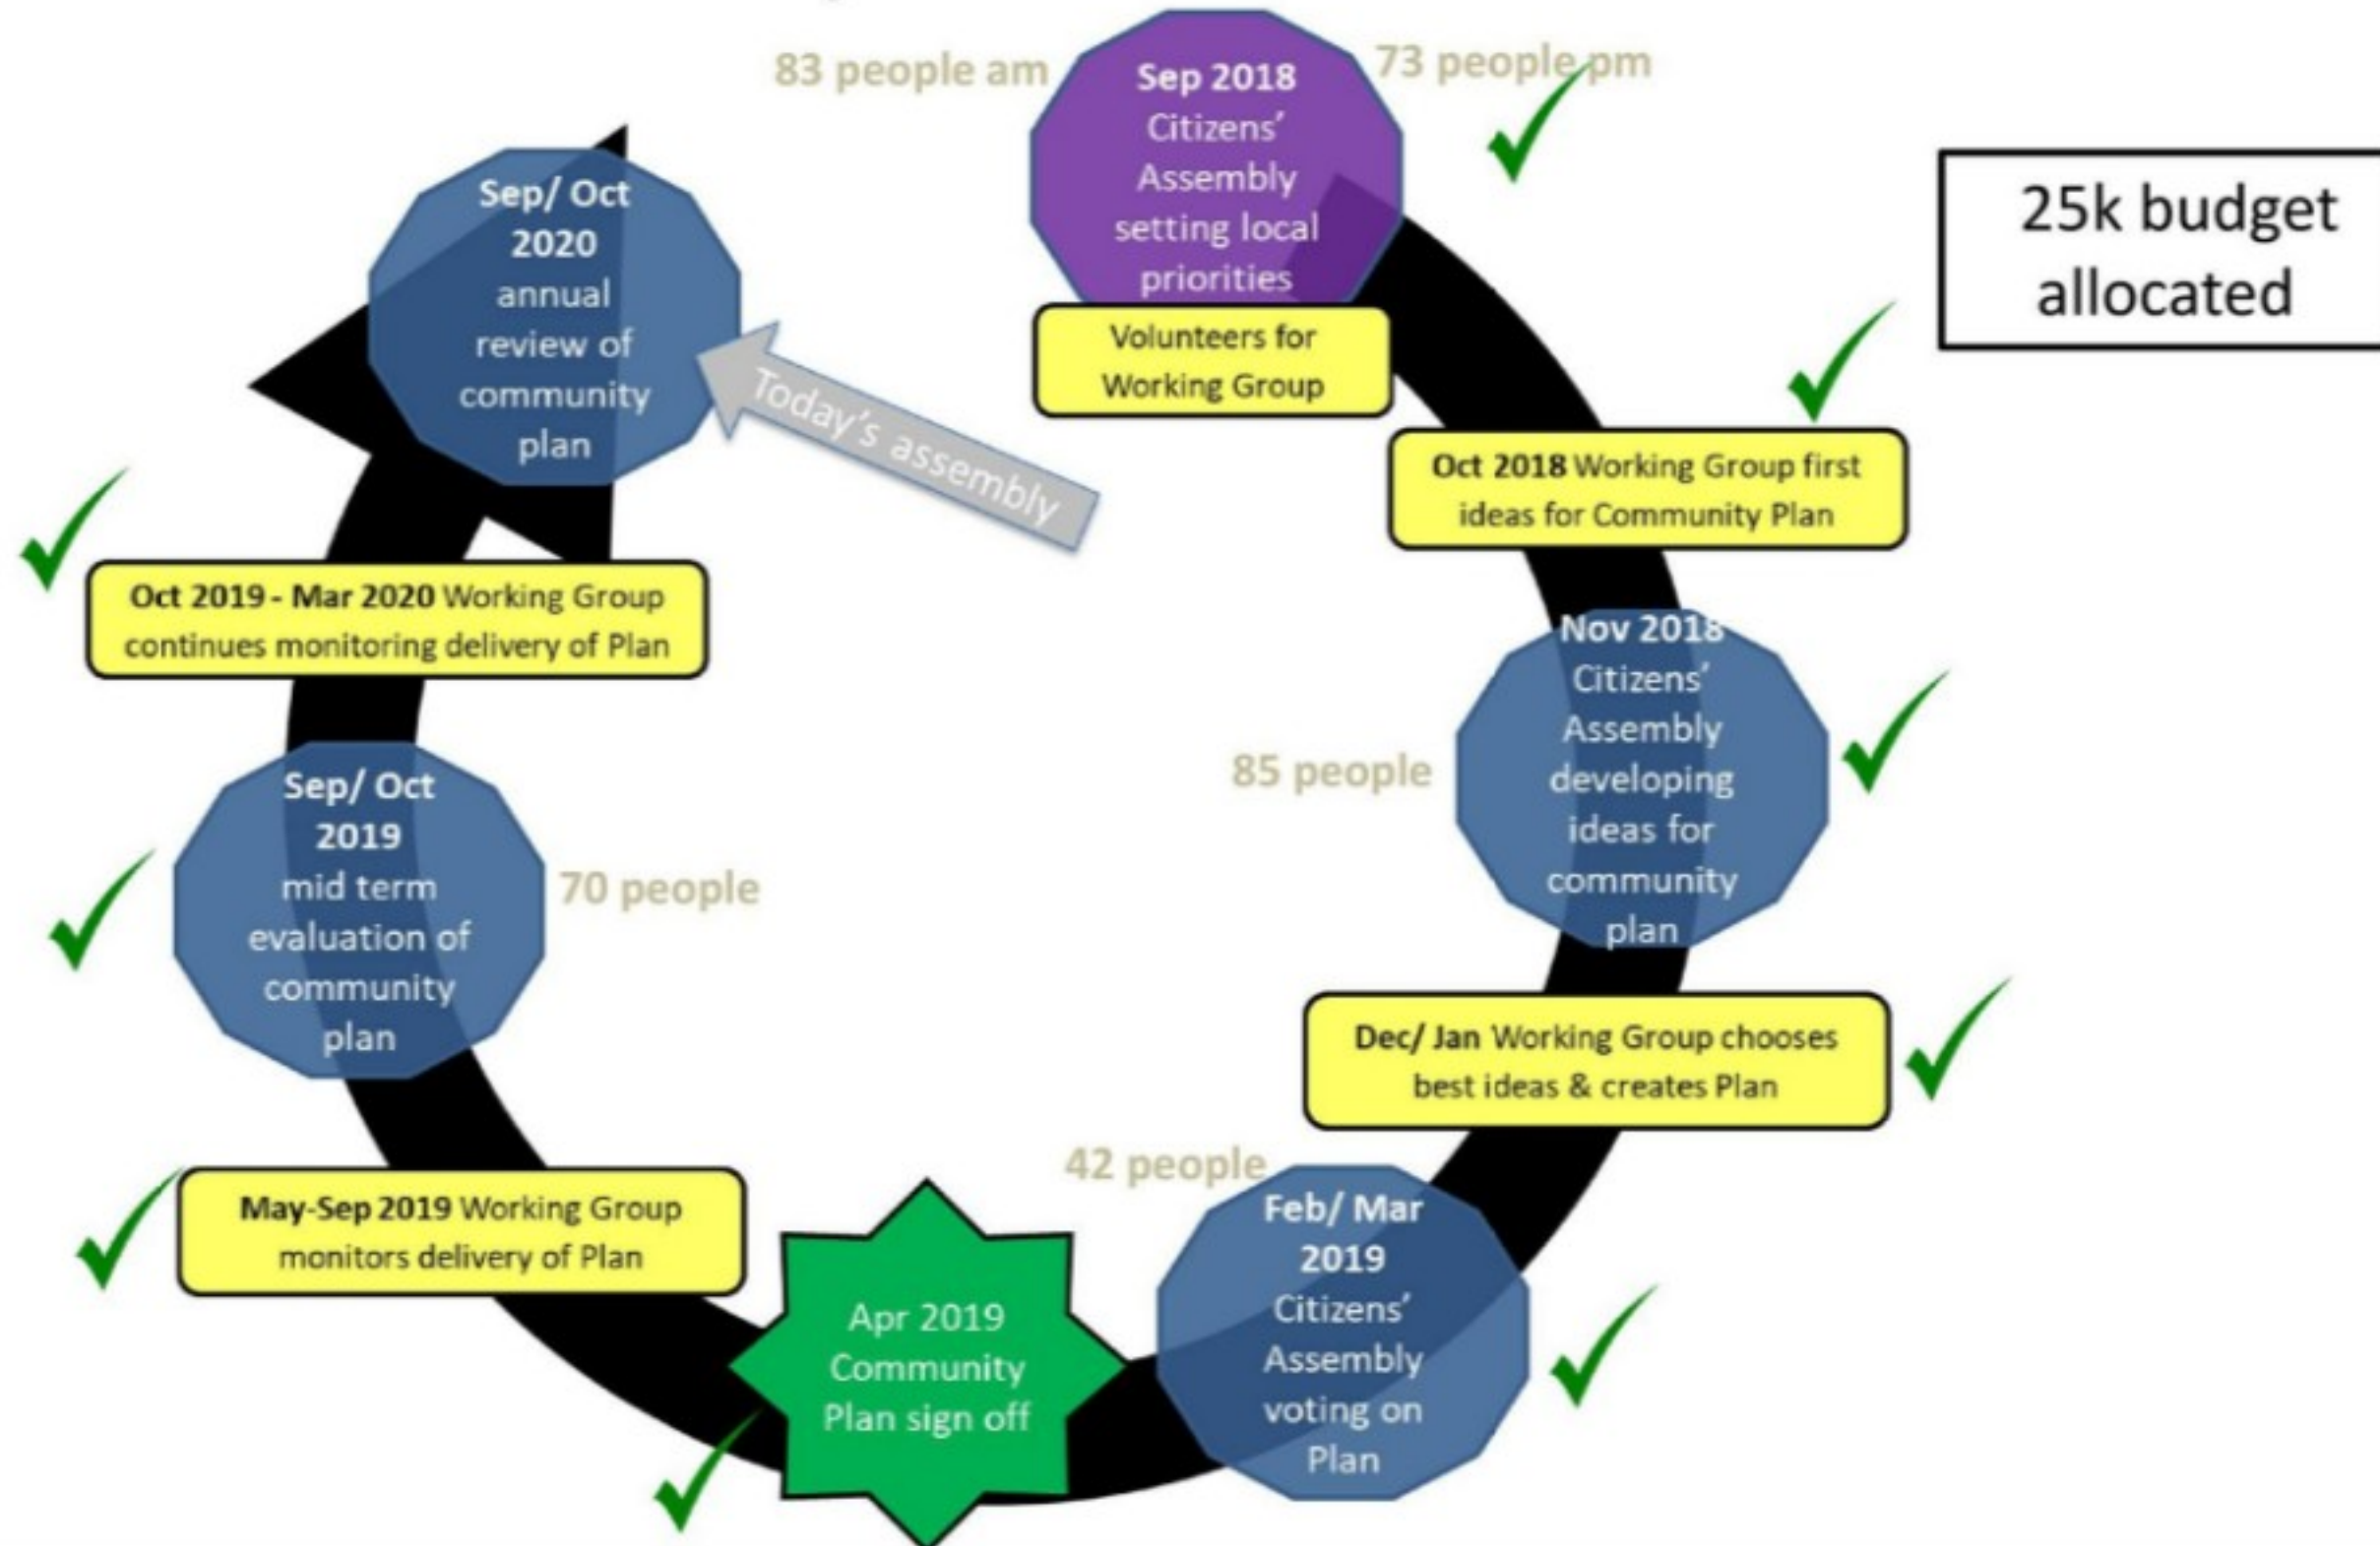 83 people am
Sep 2018
Citizens'
Assembly
setting local
priorities
73 people pm
Volunteers for
Working Group
25k budget
allocated
Oct 2018 Working Group first
ideas for Community Plan
Nov 2018
Citizens'
Assembly
developing
ideas for
community
plan
85 people
Dec/ Jan Working Group chooses
best ideas & creates Plan
42 people
Feb/ Mar
2019
Citizens'
Assembly
voting on
Plan
Apr 2019
Community
Plan sign off
May-Sep 2019 Working Group
monitors delivery of Plan
Sep/ Oct
2019
mid term
evaluation of
community
plan
70 people
Oct 2019 - Mar 2020 Working Group
continues monitoring delivery of Plan
Sep/ Oct
2020
annual
review of
community
plan
Today's assembly